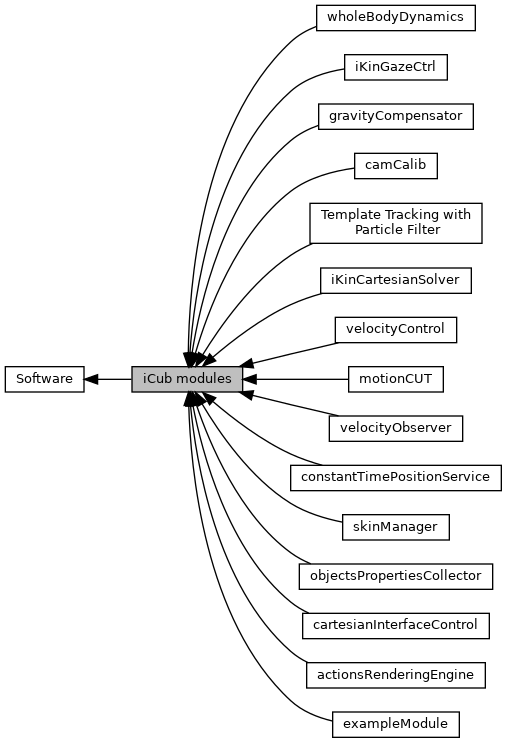 wholeBodyDynamics
iKinGazeCtrl
gravityCompensator
camCalib
Template Tracking with
Particle Filter
iKinCartesianSolver
velocityControl
Software
iCub modules
motionCUT
velocityObserver
constantTimePositionService
skinManager
objectsPropertiesCollector
cartesianInterfaceControl
actionsRenderingEngine
exampleModule